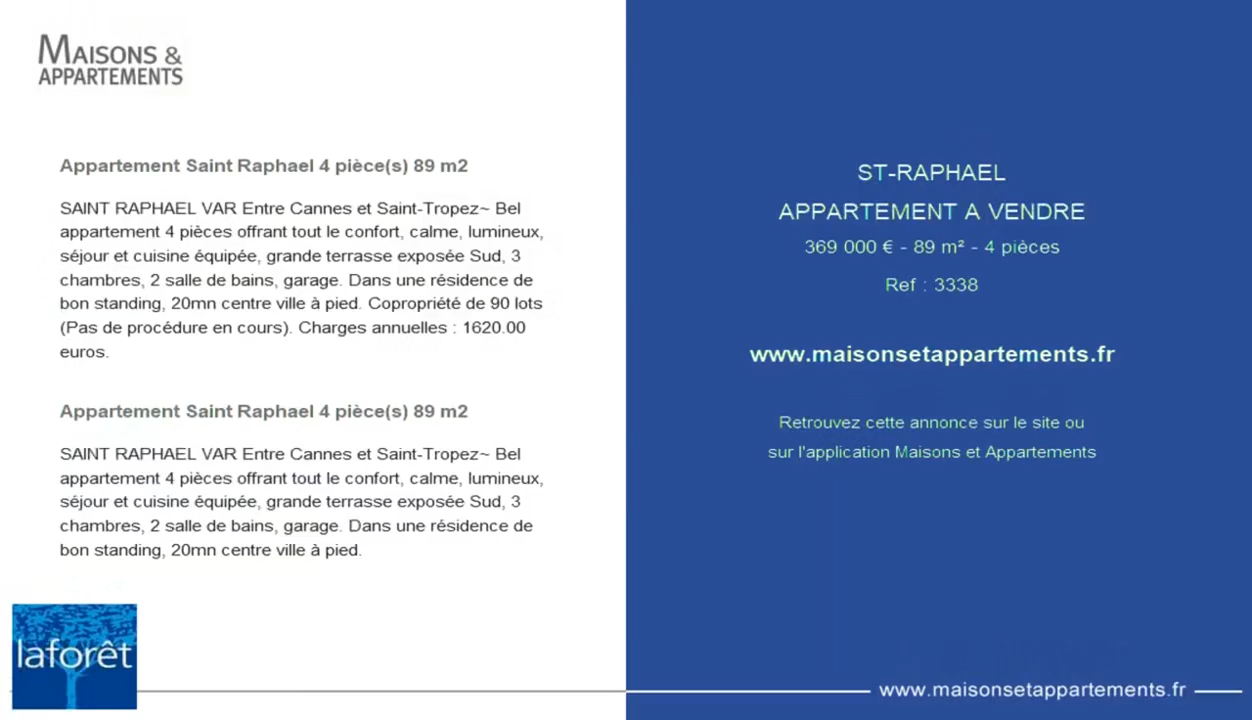 MAISONS &
APPARTEMENTS
Appartement Saint Raphael 4 pièce(s) 89 m2
SAINT RAPHAEL VAR Entre Cannes et Saint-Tropez~ Bel
appartement 4 pièces offrant tout le confort, calme, lumineux,
séjour et cuisine équipée, grande terrasse exposée Sud, 3
chambres, 2 salle de bains, garage. Dans une résidence de
bon standing, 20mn centre ville à pied. Copropriété de 90 lots
(Pas de procédure en cours). Charges annuelles : 1620.00
euros.
Appartement Saint Raphael 4 pièce(s) 89 m2
SAINT RAPHAEL VAR Entre Cannes et Saint-Tropez~ Bel
appartement 4 pièces offrant tout le confort, calme, lumineux,
séjour et cuisine équipée, grande terrasse exposée Sud, 3
chambres, 2 salle de bains, garage. Dans une résidence de
bon standing, 20mn centre ville à pied.
laforêt
ST-RAPHAEL
APPARTEMENT A VENDRE
369 000 € - 89 m² - 4 pièces
Ref : 3338
www.maisonsetappartements.fr
Retrouvez cette annonce sur le site ou
sur l'application Maisons et Appartements
www.maisonsetappartements.fr